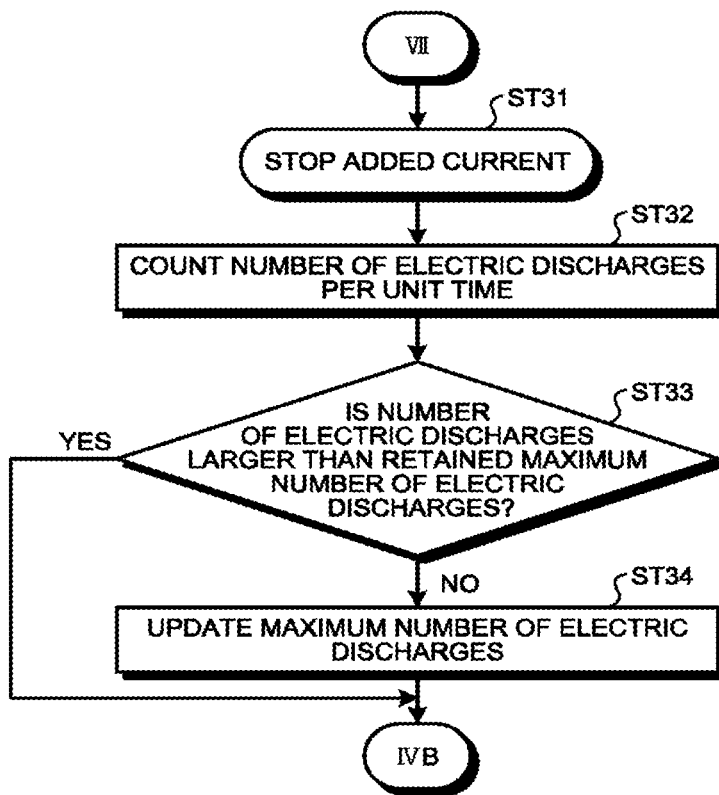 VII
ST31
STOP ADDED CURRENT
ST32
COUNT NUMBER OF ELECTRIC DISCHARGES
PER UNIT TIME
ST33
IS NUMBER
OF ELECTRIC DISCHARGES
LARGER THAN RETAINED MAXIMUM
NUMBER OF ELECTRIC
DISCHARGES?
YES
NO
ST34
UPDATE MAXIMUM NUMBER OF ELECTRIC
DISCHARGES
IVB